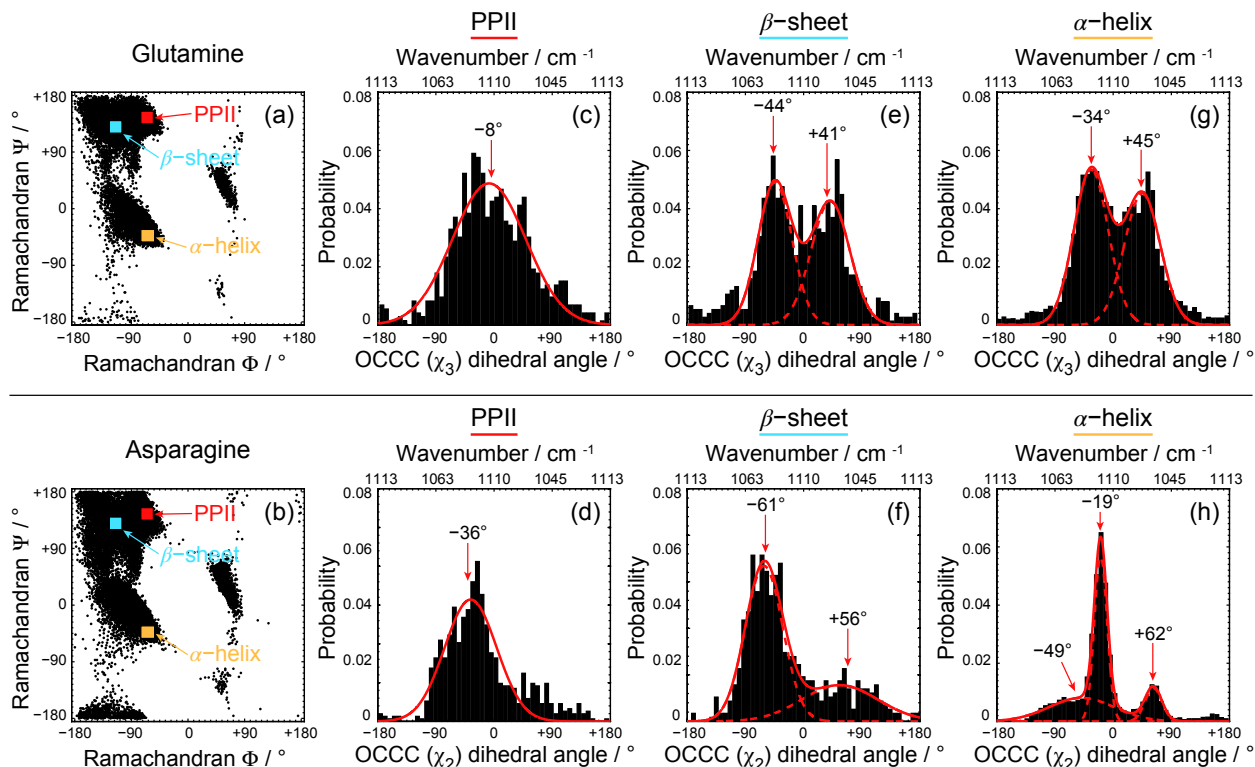 Glutamine
+180
+90
0
−90
−180
−180 −90 0 +90 +180
Ramachandran Ψ / °
Ramachandran Φ / °
(a)
PPII
β−sheet
α−helix
PPII
Wavenumber / cm -1
1113 1063 1110 1045 1113
0.08
0.06
0.04
0.02
0
Probability
(c)
−8°
−180 −90 0 +90 +180
OCCC (χ3) dihedral angle / °
β−sheet
Wavenumber / cm -1
1113 1063 1110 1045 1113
0.08
0.06
0.04
0.02
0
Probability
(e)
−44°
+41°
−180 −90 0 +90 +180
OCCC (χ3) dihedral angle / °
α−helix
Wavenumber / cm -1
1113 1063 1110 1045 1113
0.08
0.06
0.04
0.02
0
Probability
(g)
−34°
+45°
−180 −90 0 +90 +180
OCCC (χ3) dihedral angle / °
Asparagine
+180
+90
0
−90
−180
−180 −90 0 +90 +180
Ramachandran Ψ / °
Ramachandran Φ / °
(b)
PPII
β−sheet
α−helix
PPII
Wavenumber / cm -1
1113 1063 1110 1045 1113
0.08
0.06
0.04
0.02
0
Probability
(d)
−36°
−180 −90 0 +90 +180
OCCC (χ2) dihedral angle / °
β−sheet
Wavenumber / cm -1
1113 1063 1110 1045 1113
0.08
0.06
0.04
0.02
0
Probability
(f)
−61°
+56°
−180 −90 0 +90 +180
OCCC (χ2) dihedral angle / °
α−helix
Wavenumber / cm -1
1113 1063 1110 1045 1113
0.08
0.06
0.04
0.02
0
Probability
(h)
−19°
−49°
+62°
−180 −90 0 +90 +180
OCCC (χ2) dihedral angle / °